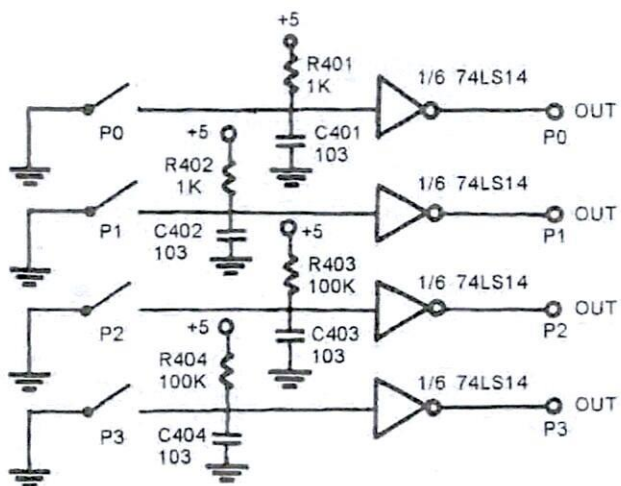 +5
R401
1K
1/6 74LS14
OUT
P0
P0
C401
103
+5
R402
1K
1/6 74LS14
OUT
P1
P1
C402
103
+5
R403
100K
1/6 74LS14
OUT
P2
P2
C403
103
+5
R404
100K
1/6 74LS14
OUT
P3
P3
C404
103